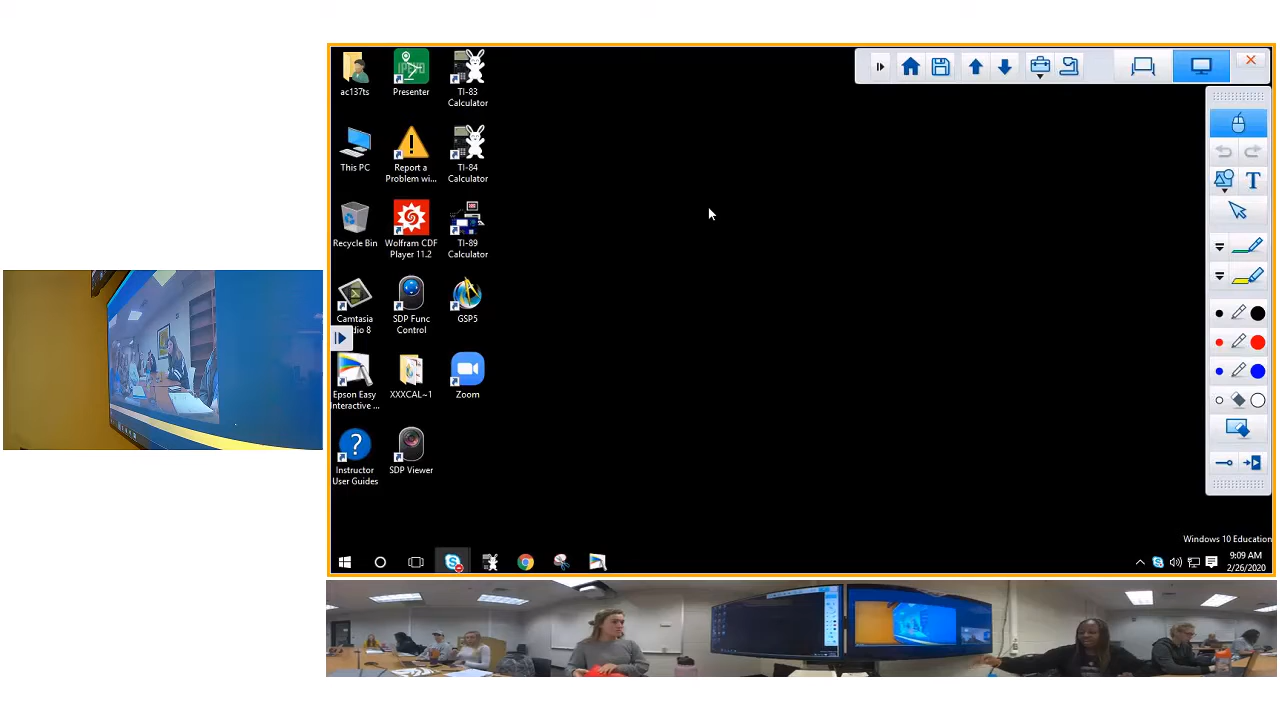 ac137ts
Presenter
TI-83
Calculator
This PC
Report a
Problem wi...
TI-84
Calculator
Recycle Bin
Wolfram CDF
Player 11.2
TI-89
Calculator
Camtasia
dio 8
SDP Func
Control
GSP5
Epson Easy
Interactive ...
XXXCAL~1
Zoom
Instructor
User Guides
SDP Viewer
T
Windows 10 Education
9:09 AM
2/26/2020